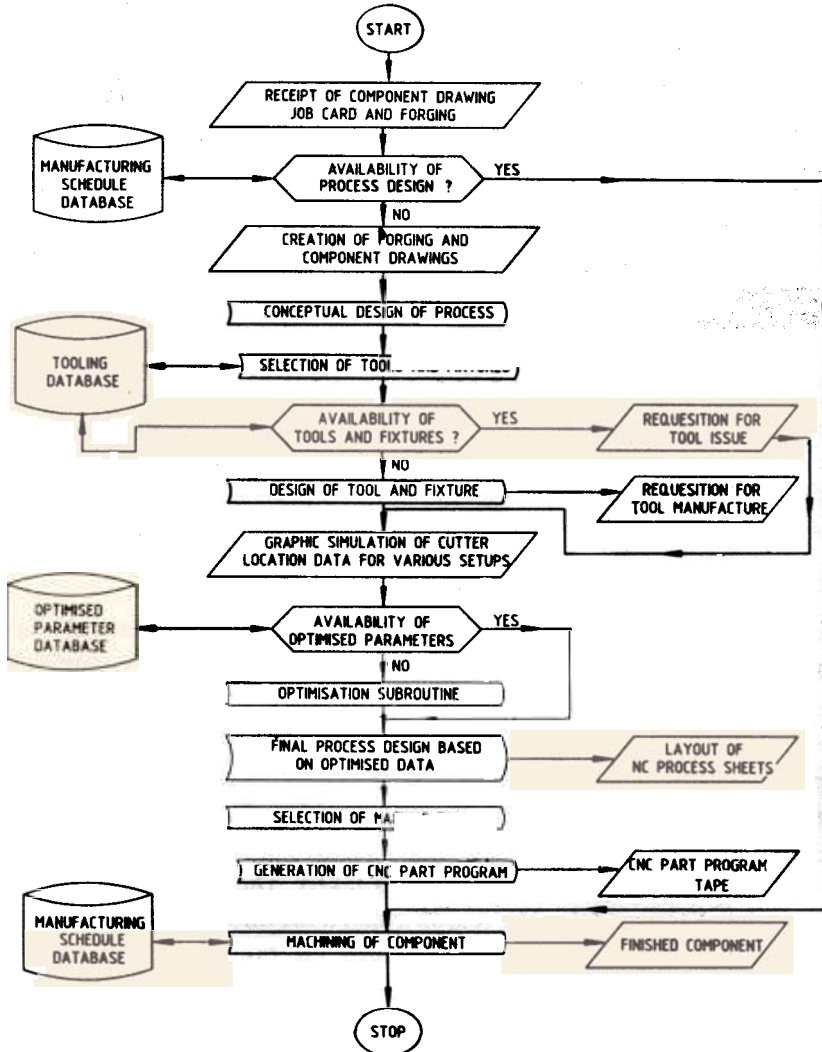 START
RECEIPT OF COMPONENT DRAWING
JOB CARD AND FORGING
MANUFACTURING
SCHEDULE
DATABASE
AVAILABILITY OF
PROCESS DESIGN ?
YES
NO
CREATION OF FORGING AND
COMPONENT DRAWINGS
CONCEPTUAL DESIGN OF PROCESS
TOOLING
DATABASE
SELECTION OF
AVAILABILITY OF
TOOLS AND FIXTURES ?
YES
REQUESITION FOR
TOOL ISSUE
NO
DESIGN OF TOOL AND FIXTURE
REQUESITION FOR
TOOL MANUFACTURE
GRAPHIC SIMULATION OF CUTTER
LOCATION DATA FOR VARIOUS SETUPS
OPTIMISED
PARAMETER
DATABASE
AVAILABILITY OF
OPTIMISED PARAMETERS
YES
NO
OPTIMISATION SUBROUTINE
FINAL PROCESS DESIGN BASED
ON OPTIMISED DATA
LAYOUT OF
NC PROCESS SHEETS
SELECTION OF
GENERATION OF CNC PART PROGRAM
CNC PART PROGRAM
TAPE
MANUFACTURING
SCHEDULE
DATABASE
MACHINING OF COMPONENT
FINISHED COMPONENT
STOP